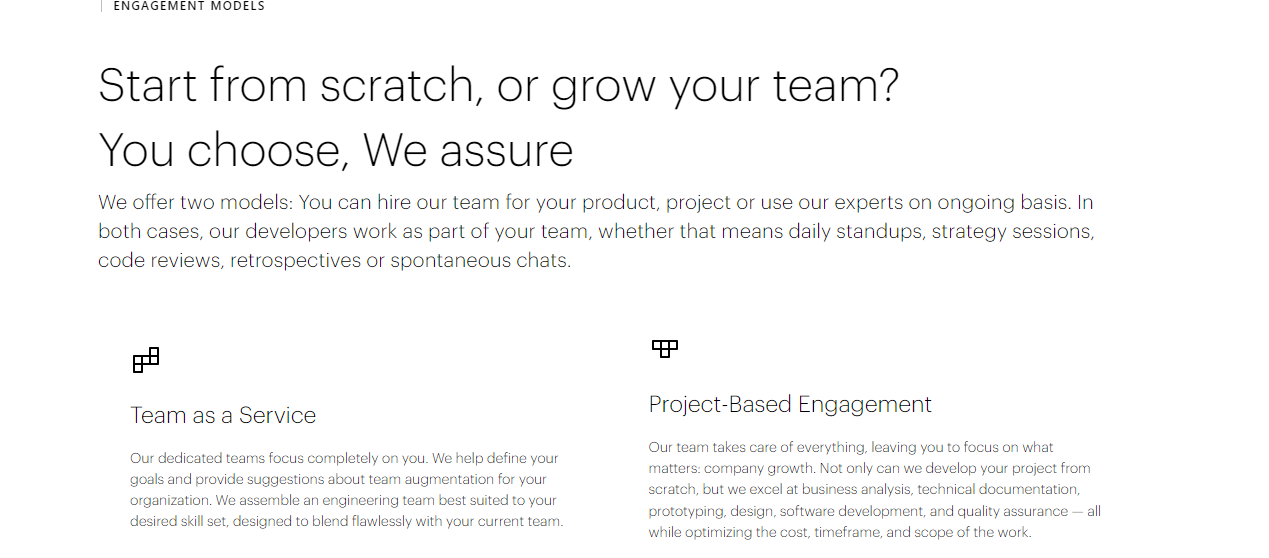 ENGAGEMENT MODELS
Start from scratch, or grow your team?
You choose, We assure
We offer two models: You can hire our team for your product, project or use our experts on ongoing basis. In
both cases, our developers work as part of your team, whether that means daily standups, strategy sessions,
code reviews, retrospectives or spontaneous chats.
Team as a Service
Our dedicated teams focus completely on you. We help define your
goals and provide suggestions about team augmentation for your
organization. We assemble an engineering team best suited to your
desired skill set, designed to blend flawlessly with your current team.
Project-Based Engagement
Our team takes care of everything, leaving you to focus on what
matters: company growth. Not only can we develop your project from
scratch, but we excel at business analysis, technical documentation,
prototyping, design, software development, and quality assurance — all
while optimizing the cost, timeframe, and scope of the work.